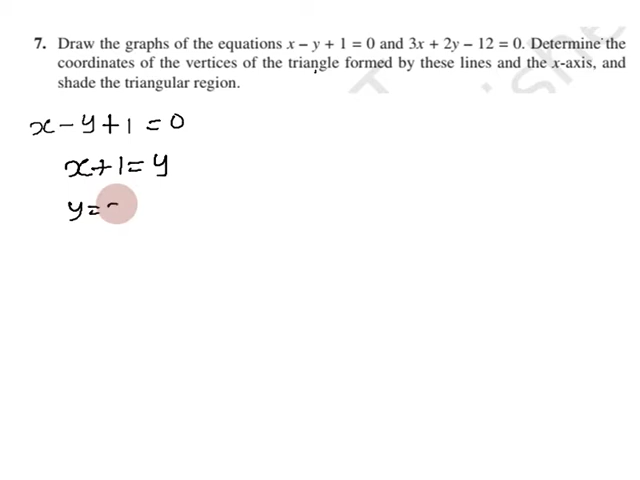 7. Draw the graphs of the equations x – y + 1 = 0 and 3x + 2y – 12 = 0. Determine the
coordinates of the vertices of the triangle formed by these lines and the x-axis, and
shade the triangular region.
x – y + 1 = 0
x + 1 = y
y =